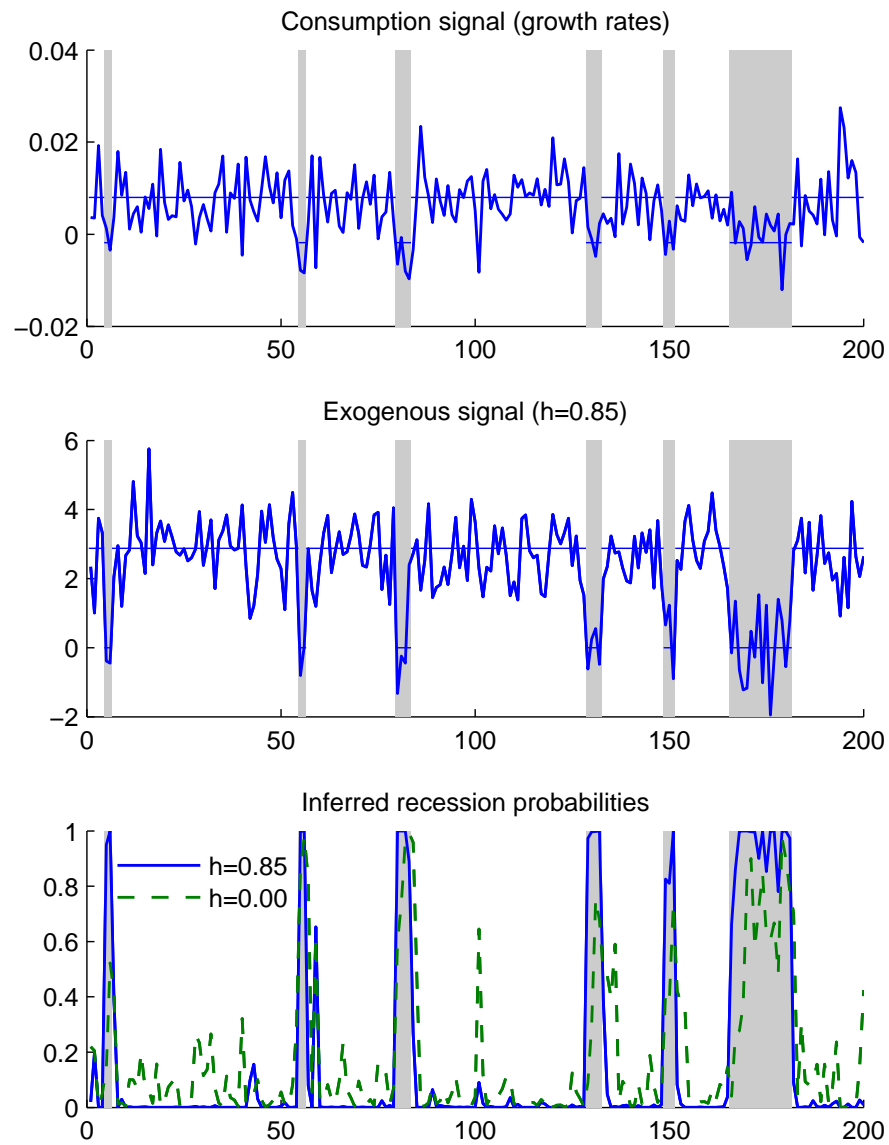 Consumption signal (growth rates)
0.04
0.02
0
−0.02
0 50 100 150 200
Exogenous signal (h=0.85)
6
4
2
0
−2
0 50 100 150 200
Inferred recession probabilities
1
0.8
0.6
0.4
0.2
0
h=0.85
h=0.00
0 50 100 150 200